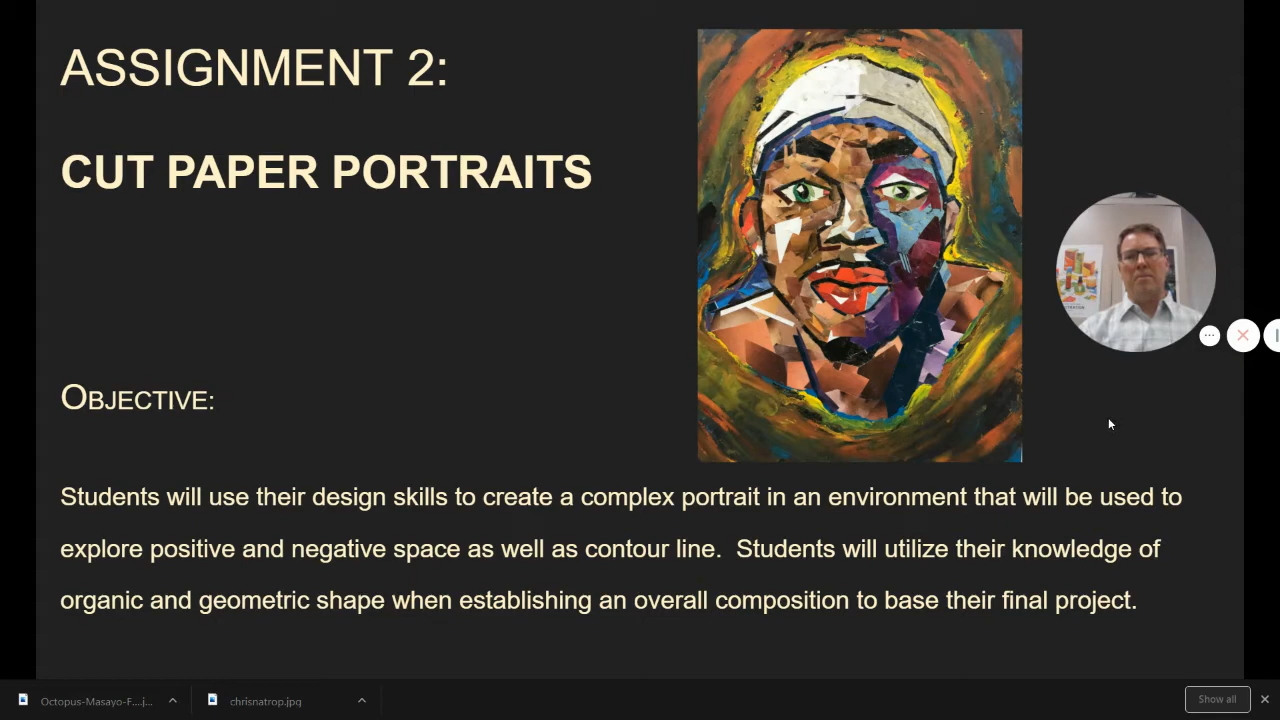 ASSIGNMENT 2:
CUT PAPER PORTRAITS
OBJECTIVE:
Students will use their design skills to create a complex portrait in an environment that will be used to
explore positive and negative space as well as contour line.  Students will utilize their knowledge of
organic and geometric shape when establishing an overall composition to base their final project.
Octopus-Masayo-F....j...
chrisnatrop.jpg
Show all